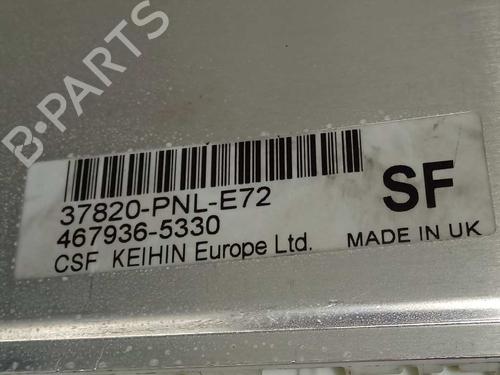 B-PARTS
37820-PNL-E72
467936-5330
CSF KEIHIN Europe Ltd.
SF
MADE IN UK